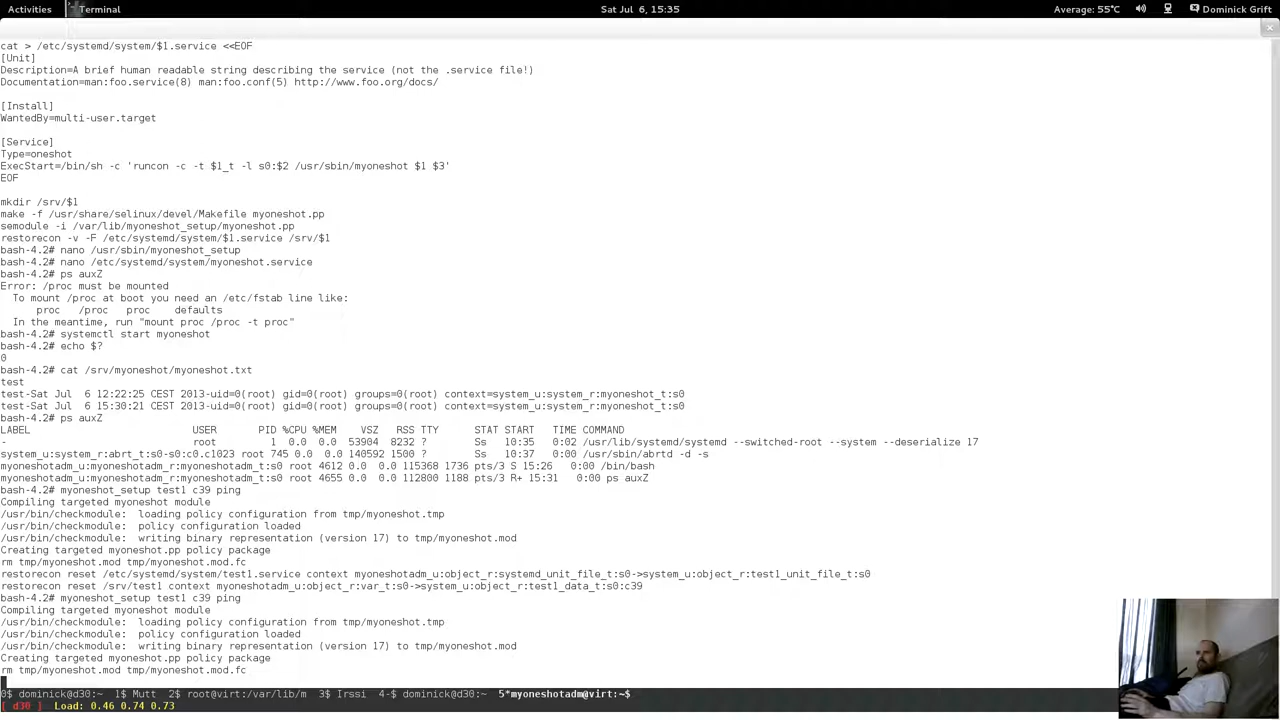 Activities Terminal Sat Jul 6, 15:35 Average: 55°C Dominick Grift
cat > /etc/systemd/system/$1.service <<EOF
[Unit]
Description=A brief human readable string describing the service (not the .service file!)
Documentation=man:foo.service(8) man:foo.conf(5) http://www.foo.org/docs/
[Install]
WantedBy=multi-user.target
[Service]
Type=oneshot
ExecStart=/bin/sh -c 'runcon -c -t $1_t -l s0:$2 /usr/sbin/myoneshot $1 $3'
EOF
mkdir /srv/$1
make -f /usr/share/selinux/devel/Makefile myoneshot.pp
semodule -i /var/lib/myoneshot_setup/myoneshot.pp
restorecon -v -F /etc/systemd/system/$1.service /srv/$1
bash-4.2# nano /usr/sbin/myoneshot_setup
bash-4.2# nano /etc/systemd/system/myoneshot.service
bash-4.2# ps auxZ
Error: /proc must be mounted
  To mount /proc at boot you need an /etc/fstab line like:
      proc   /proc   proc    defaults
  In the meantime, run "mount proc /proc -t proc"
bash-4.2# systemctl start myoneshot
bash-4.2# echo $?
0
bash-4.2# cat /srv/myoneshot/myoneshot.txt
test
test-Sat Jul  6 12:22:25 CEST 2013-uid=0(root) gid=0(root) groups=0(root) context=system_u:system_r:myoneshot_t:s0
test-Sat Jul  6 15:30:21 CEST 2013-uid=0(root) gid=0(root) groups=0(root) context=system_u:system_r:myoneshot_t:s0
bash-4.2# ps auxZ
LABEL                           USER       PID %CPU %MEM    VSZ   RSS TTY      STAT START   TIME COMMAND
-                               root         1  0.0  0.0  53904  8232 ?        Ss   10:35   0:02 /usr/lib/systemd/systemd --switched-root --system --deserialize 17
system_u:system_r:abrt_t:s0-s0:c0.c1023 root 745 0.0  0.0 140592 1500 ?        Ss   10:37   0:00 /usr/sbin/abrtd -d -s
myoneshotadm_u:myoneshotadm_r:myoneshotadm_t:s0 root 4612 0.0  0.0 115368 1736 pts/3 S 15:26   0:00 /bin/bash
myoneshotadm_u:myoneshotadm_r:myoneshotadm_t:s0 root 4655 0.0  0.0 112800 1188 pts/3 R+ 15:31   0:00 ps auxZ
bash-4.2# myoneshot_setup test1 c39 ping
Compiling targeted myoneshot module
/usr/bin/checkmodule:  loading policy configuration from tmp/myoneshot.tmp
/usr/bin/checkmodule:  policy configuration loaded
/usr/bin/checkmodule:  writing binary representation (version 17) to tmp/myoneshot.mod
Creating targeted myoneshot.pp policy package
rm tmp/myoneshot.mod tmp/myoneshot.mod.fc
restorecon reset /etc/systemd/system/test1.service context myoneshotadm_u:object_r:systemd_unit_file_t:s0->system_u:object_r:test1_unit_file_t:s0
restorecon reset /srv/test1 context myoneshotadm_u:object_r:var_t:s0->system_u:object_r:test1_data_t:s0:c39
bash-4.2# myoneshot_setup test1 c39 ping
Compiling targeted myoneshot module
/usr/bin/checkmodule:  loading policy configuration from tmp/myoneshot.tmp
/usr/bin/checkmodule:  policy configuration loaded
/usr/bin/checkmodule:  writing binary representation (version 17) to tmp/myoneshot.mod
Creating targeted myoneshot.pp policy package
rm tmp/myoneshot.mod tmp/myoneshot.mod.fc
0$ dominick@d30:~  1$ Mutt  2$ root@virt:/var/lib/m  3$ Irssi  4-$ dominick@d30:~  5*myoneshotadm@virt:~$
[ d30 ] Load: 0.46 0.74 0.73